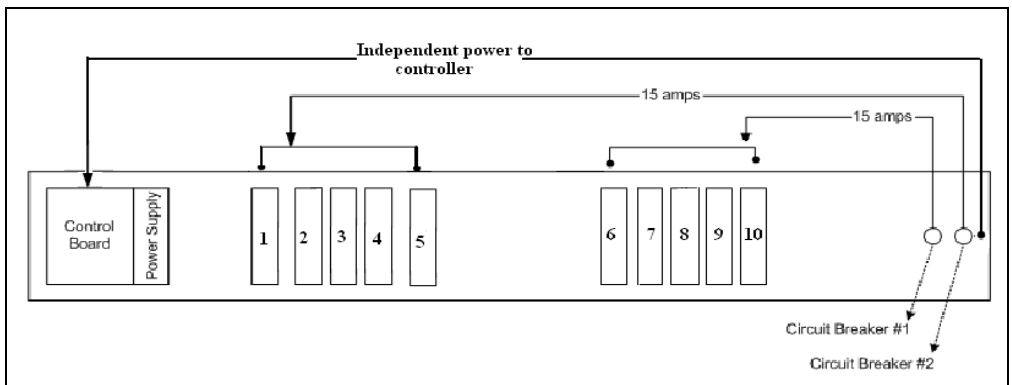 Independent power to
controller
15 amps
15 amps
Control
Board
Power Supply
1
2
3
4
5
6
7
8
9
10
Circuit Breaker #1
Circuit Breaker #2